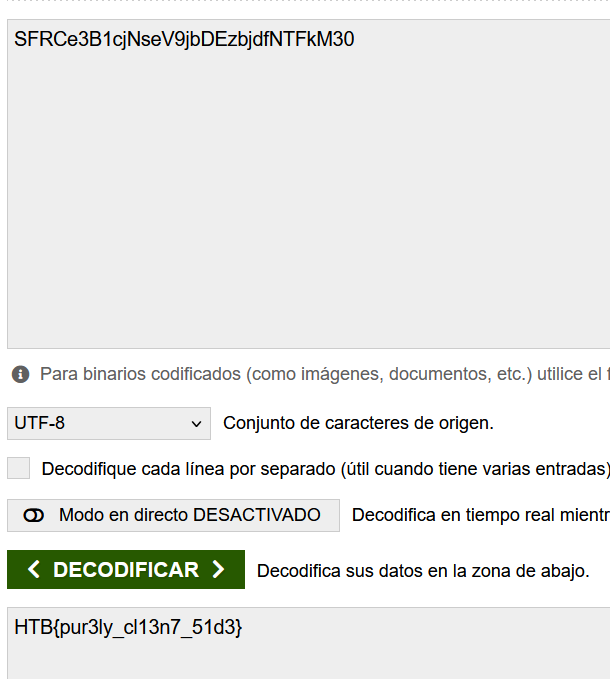 SFRCe3B1cjNseV9jbDEzbjdfNTFkM30
Para binarios codificados (como imágenes, documentos, etc.) utilice el f
UTF-8 Conjunto de caracteres de origen.
Decodifique cada línea por separado (útil cuando tiene varias entradas)
Modo en directo DESACTIVADO Decodifica en tiempo real mientr
DECODIFICAR Decodifica sus datos en la zona de abajo.
HTB{pur3ly_cl13n7_51d3}